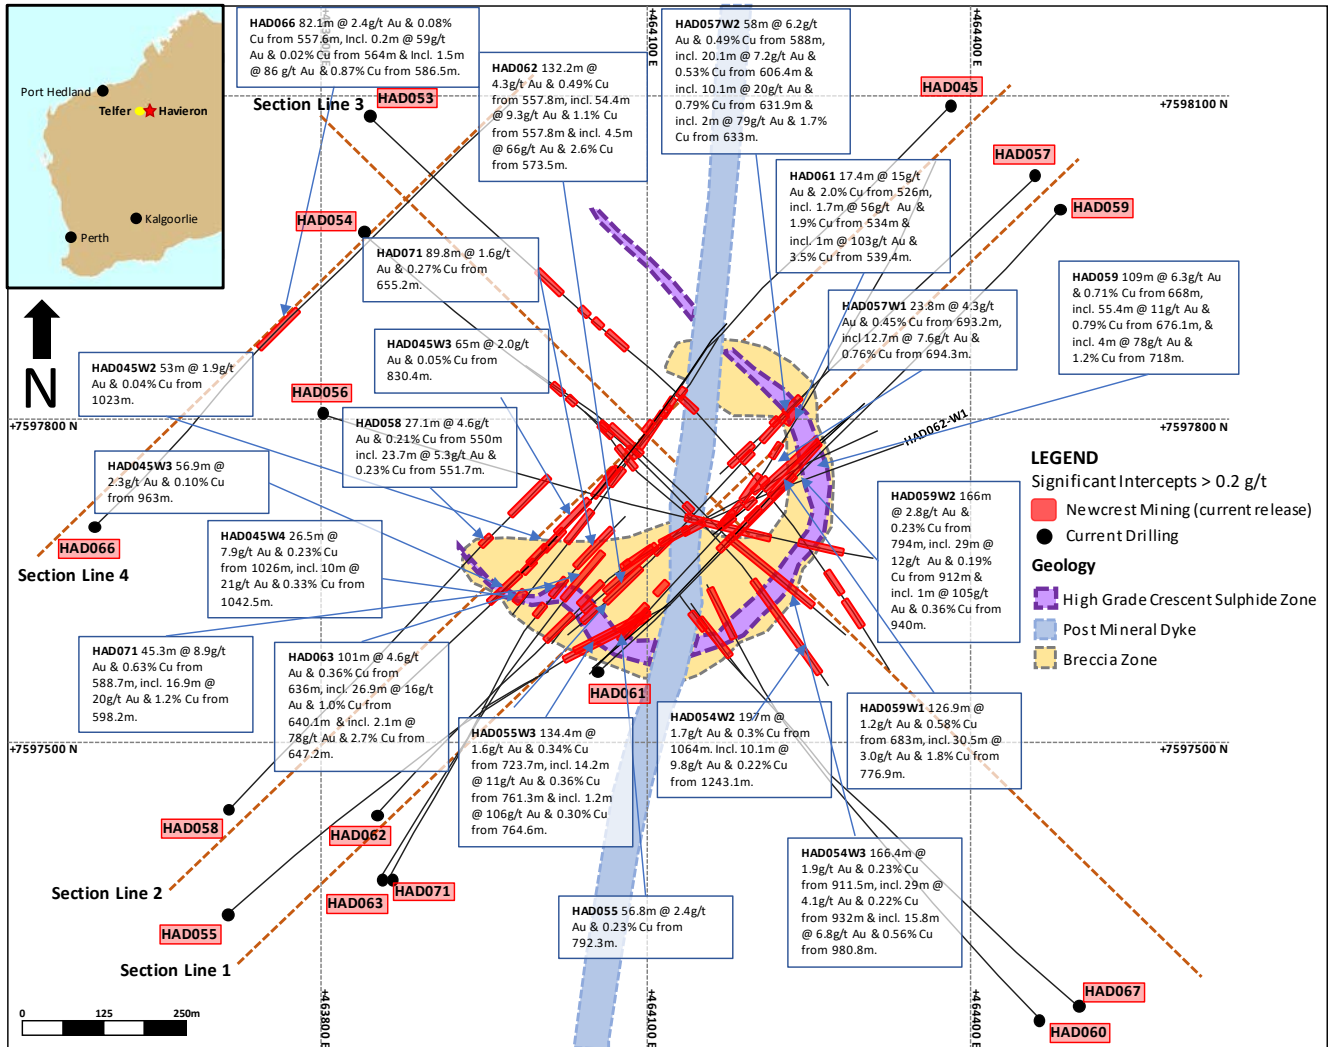 HAD066 82.1m @ 2.4g/t Au & 0.08%
Cu from 557.6m, Incl. 0.2m @ 59g/t
Au & 0.02% Cu from 564m & Incl. 1.5m
@ 86 g/t Au & 0.87% Cu from 586.5m.
HAD062 132.2m @
4.3g/t Au & 0.49% Cu
from 557.8m, incl. 54.4m
@ 9.3g/t Au & 1.1% Cu
from 557.8m & incl. 4.5m
@ 66g/t Au & 2.6% Cu
from 573.5m.
HAD057W2 58m @ 6.2g/t
Au & 0.49% Cu from 588m,
incl. 20.1m @ 7.2g/t Au &
0.53% Cu from 606.4m &
incl. 10.1m @ 20g/t Au &
0.79% Cu from 631.9m &
incl. 2m @ 79g/t Au & 1.7%
Cu from 633m.
+464100 E
+464400 E
Port Hedland
Telfer
Havieron
Kalgoorlie
Perth
Section Line 3
HAD053
HAD045
+7598100 N
HAD057
HAD059
HAD054
HAD061 17.4m @ 15g/t
Au & 2.0% Cu from 526m,
incl. 1.7m @ 56g/t Au &
1.9% Cu from 534m &
incl. 1m @ 103g/t Au &
3.5% Cu from 539.4m.
HAD071 89.8m @ 1.6g/t
Au & 0.27% Cu from
655.2m.
HAD059 109m @ 6.3g/t Au
& 0.71% Cu from 668m,
incl. 55.4m @ 11g/t Au &
0.79% Cu from 676.1m, &
incl. 4m @ 78g/t Au &
1.2% Cu from 718m.
HAD057W1 23.8m @ 4.3g/t
Au & 0.45% Cu from 693.2m,
incl 12.7m @ 7.6g/t Au &
0.76% Cu from 694.3m.
N
HAD045W3 65m @ 2.0g/t
Au & 0.05% Cu from
830.4m.
HAD045W2 53m @ 1.9g/t
Au & 0.04% Cu from
1023m.
HAD056
+7597800 N
+7597800 N
HAD058 27.1m @ 4.6g/t
Au & 0.21% Cu from 550m
incl. 23.7m @ 5.3g/t Au &
0.23% Cu from 551.7m.
HAD062-W1
HAD045W3 56.9m @
2.3g/t Au & 0.10% Cu
from 963m.
LEGEND
Significant Intercepts > 0.2 g/t
Newcrest Mining (current release)
Current Drilling
Geology
High Grade Crescent Sulphide Zone
Post Mineral Dyke
Breccia Zone
HAD059W2 166m
@ 2.8g/t Au &
0.23% Cu from
794m, incl. 29m @
12g/t Au & 0.19%
Cu from 912m &
incl. 1m @ 105g/t
Au & 0.36% Cu from
940m.
HAD066
Section Line 4
HAD045W4 26.5m @
7.9g/t Au & 0.23% Cu
from 1026m, incl. 10m @
21g/t Au & 0.33% Cu from
1042.5m.
HAD071 45.3m @ 8.9g/t
Au & 0.63% Cu from
588.7m, incl. 16.9m @
20g/t Au & 1.2% Cu from
598.2m.
HAD063 101m @ 4.6g/t
Au & 0.36% Cu from
636m, incl. 26.9m @ 16g/t
Au & 1.0% Cu from
640.1m & incl. 2.1m @
78g/t Au & 2.7% Cu from
647.2m.
HAD061
HAD055W3 134.4m @
1.6g/t Au & 0.34% Cu
from 723.7m, incl. 14.2m
@ 11g/t Au & 0.36% Cu
from 761.3m & incl. 1.2m
@ 106g/t Au & 0.30% Cu
from 764.6m.
HAD054W2 197m @
1.7g/t Au & 0.3% Cu from
1064m. Incl. 10.1m @
9.8g/t Au & 0.22% Cu
from 1243.1m.
HAD059W1 126.9m @
1.2g/t Au & 0.58% Cu
from 683m, incl. 30.5m @
3.0g/t Au & 1.8% Cu from
776.9m.
+7597500 N
+7597500 N
HAD058
HAD062
HAD054W3 166.4m @
1.9g/t Au & 0.23% Cu
from 911.5m, incl. 29m @
4.1g/t Au & 0.22% Cu
from 932m & incl. 15.8m
@ 6.8g/t Au & 0.56% Cu
from 980.8m.
Section Line 2
HAD063
HAD071
HAD055
HAD055 56.8m @ 2.4g/t
Au & 0.23% Cu from
792.3m.
Section Line 1
HAD067
HAD060
0 125 250m
+463800 E
+464100 E
+464400 E